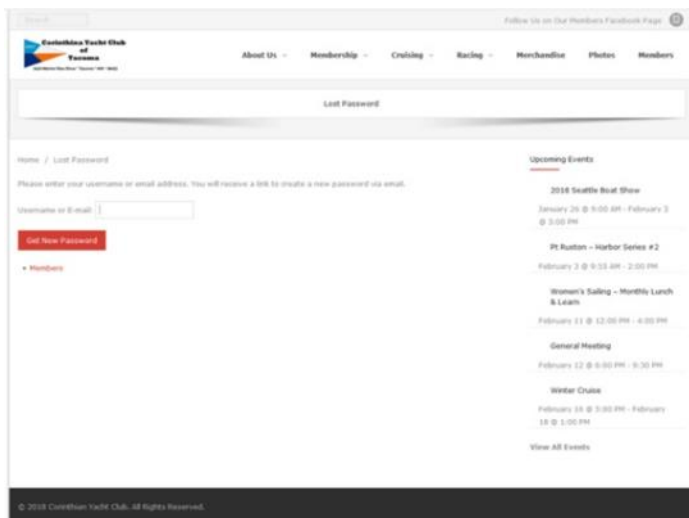 Search
Follow Us on Our Members Facebook Page
Corinthian Yacht Club
of
Tacoma
About Us
Membership
Cruising
Racing
Merchandise
Photos
Members
Lost Password
Home / Lost Password
Please enter your username or email address. You will receive a link to create a new password via email.
Username or E-mail:
Get New Password
• Members
Upcoming Events
2018 Seattle Boat Show
January 26 @ 9:00 AM - February 3
@ 3:00 PM
Pt Ruston – Harbor Series #2
February 3 @ 9:55 AM - 2:00 PM
Women's Sailing – Monthly Lunch
& Learn
February 11 @ 12:00 PM - 4:00 PM
General Meeting
February 12 @ 6:00 PM - 9:30 PM
Winter Cruise
February 16 @ 5:00 PM - February
18 @ 1:00 PM
View All Events
© 2018 Corinthian Yacht Club. All Rights Reserved.